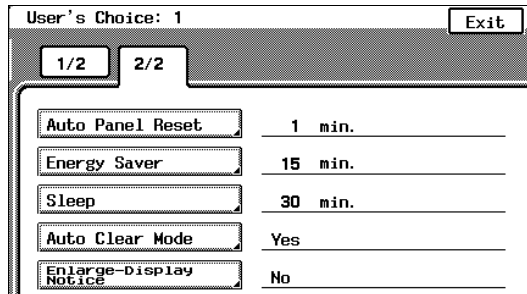 User's Choice: 1
Exit
1/2 2/2
Auto Panel Reset 1 min.
Energy Saver 15 min.
Sleep 30 min.
Auto Clear Mode Yes
Enlarge-Display
Notice No